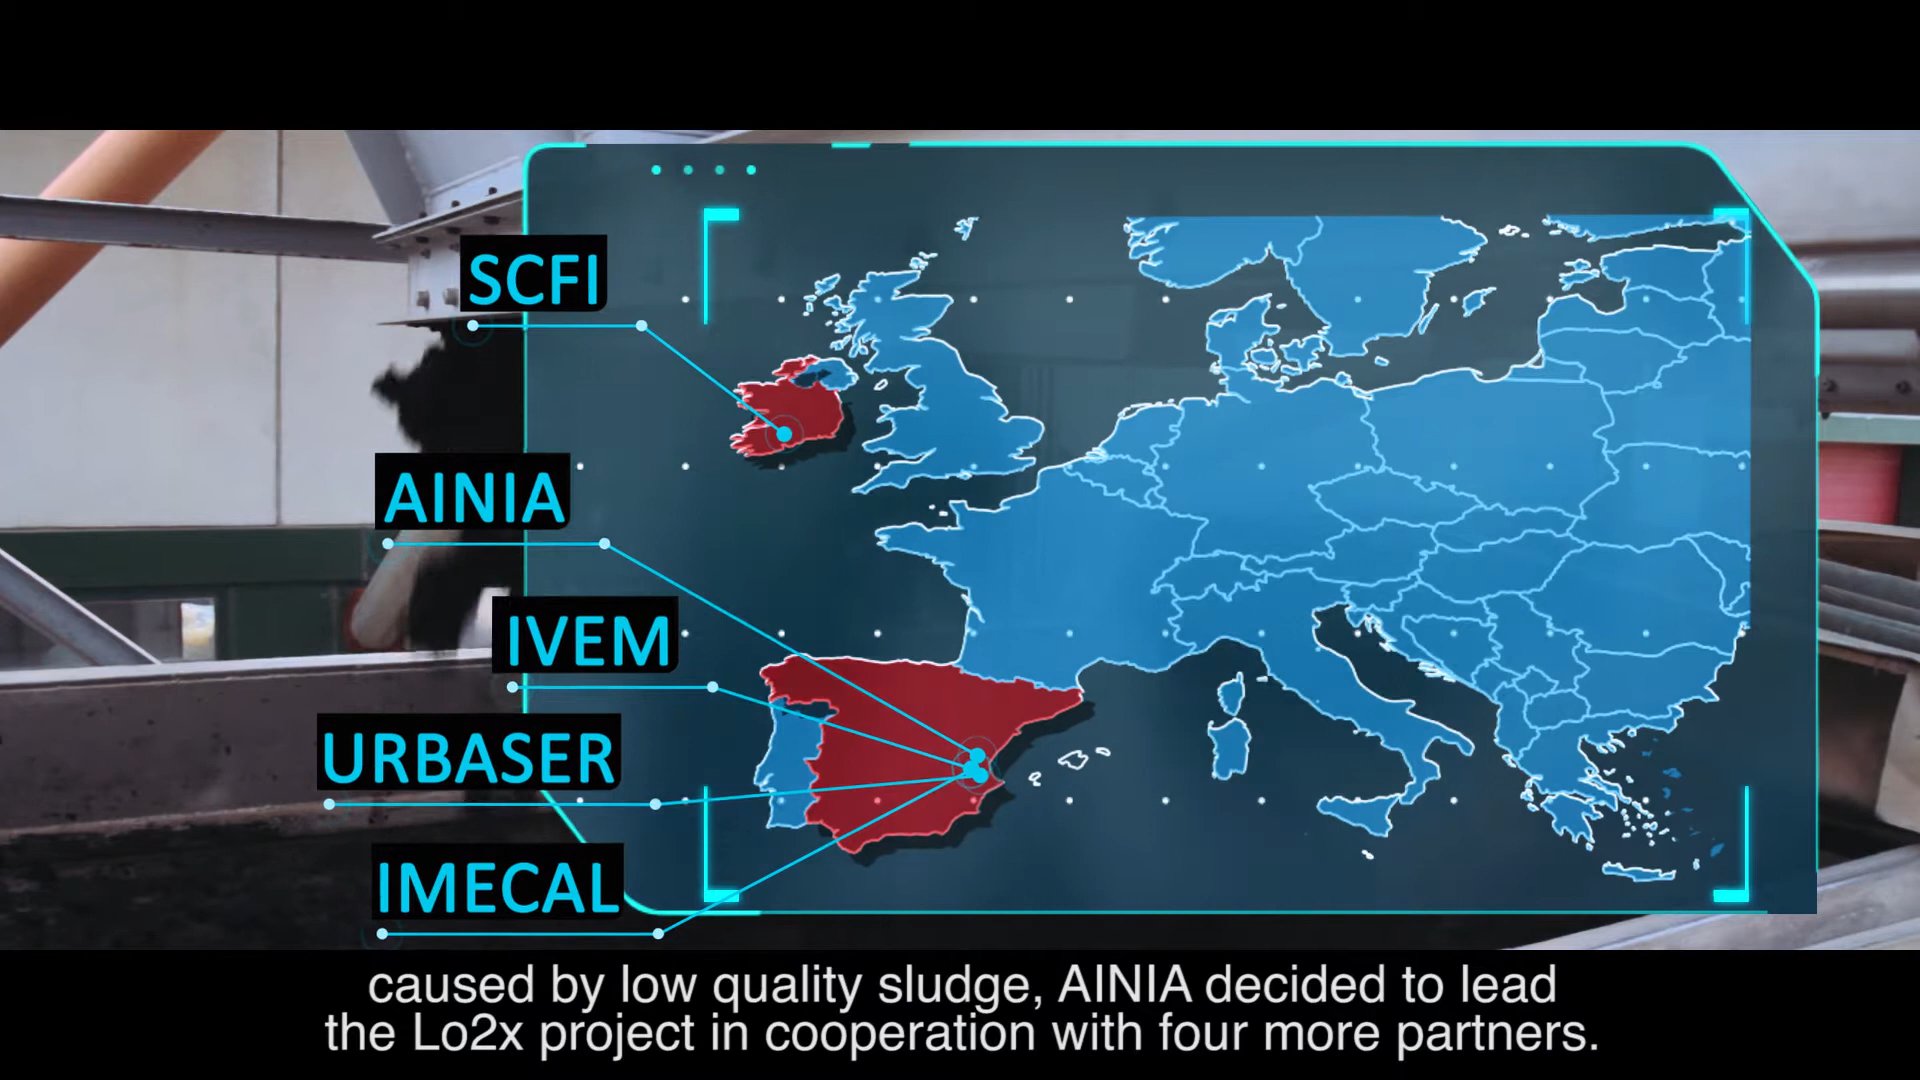 SCFI
AINIA
IVEM
URBASER
IMECAL
caused by low quality sludge, AINIA decided to lead
the Lo2x project in cooperation with four more partners.